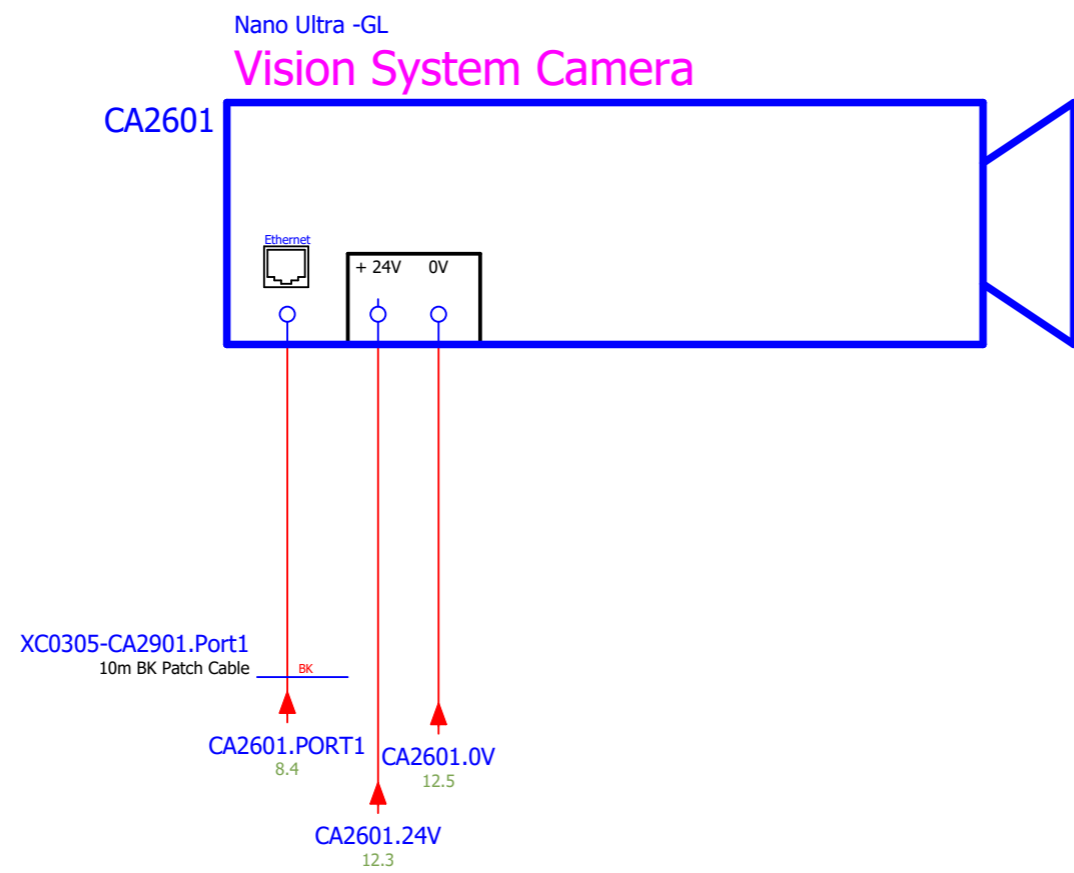 Nano Ultra -GL
Vision System Camera
CA2601
Ethernet
+ 24V 0V
XC0305-CA2901.Port1
10m BK Patch Cable
BK
CA2601.PORT1
8.4
CA2601.0V
12.5
CA2601.24V
12.3